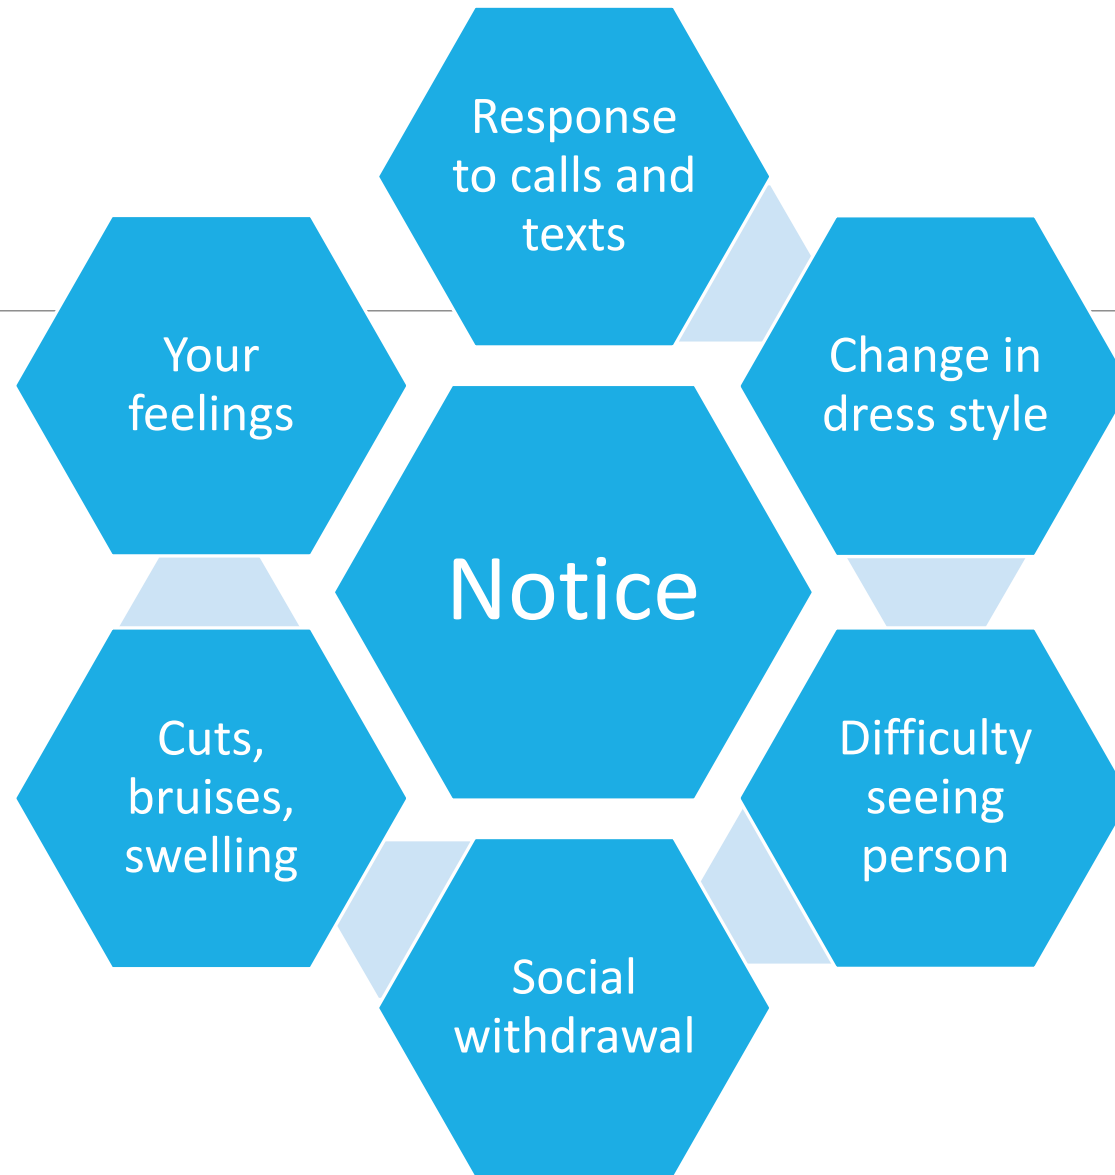 Response
to calls and
texts
Change in
dress style
Difficulty
seeing
person
Social
withdrawal
Cuts,
bruises,
swelling
Your
feelings
Notice